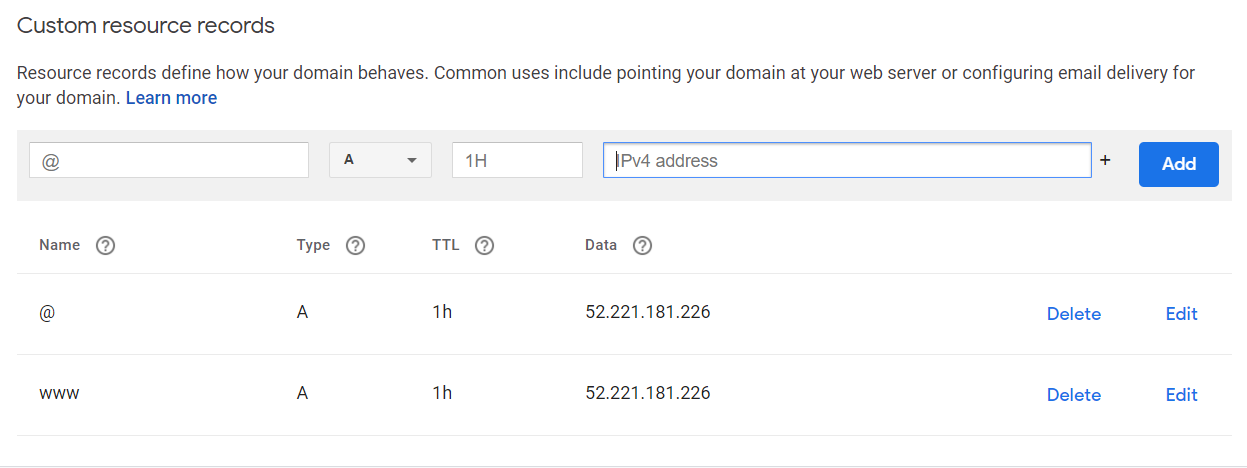 Custom resource records
Resource records define how your domain behaves. Common uses include pointing your domain at your web server or configuring email delivery for
your domain. Learn more
@ A 1H IPv4 address + Add
Name ? Type ? TTL ? Data ?
@ A 1h 52.221.181.226 Delete Edit
www A 1h 52.221.181.226 Delete Edit